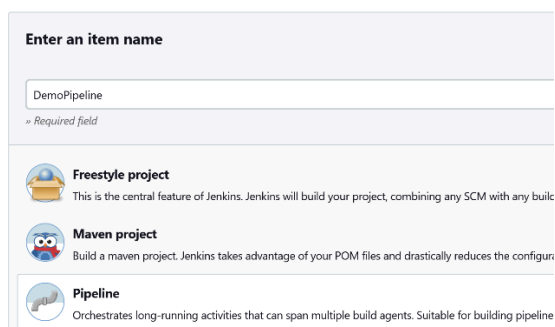 Enter an item name
DemoPipeline
» Required field
Freestyle project
This is the central feature of Jenkins. Jenkins will build your project, combining any SCM with any build
Maven project
Build a maven project. Jenkins takes advantage of your POM files and drastically reduces the configura
Pipeline
Orchestrates long-running activities that can span multiple build agents. Suitable for building pipeline